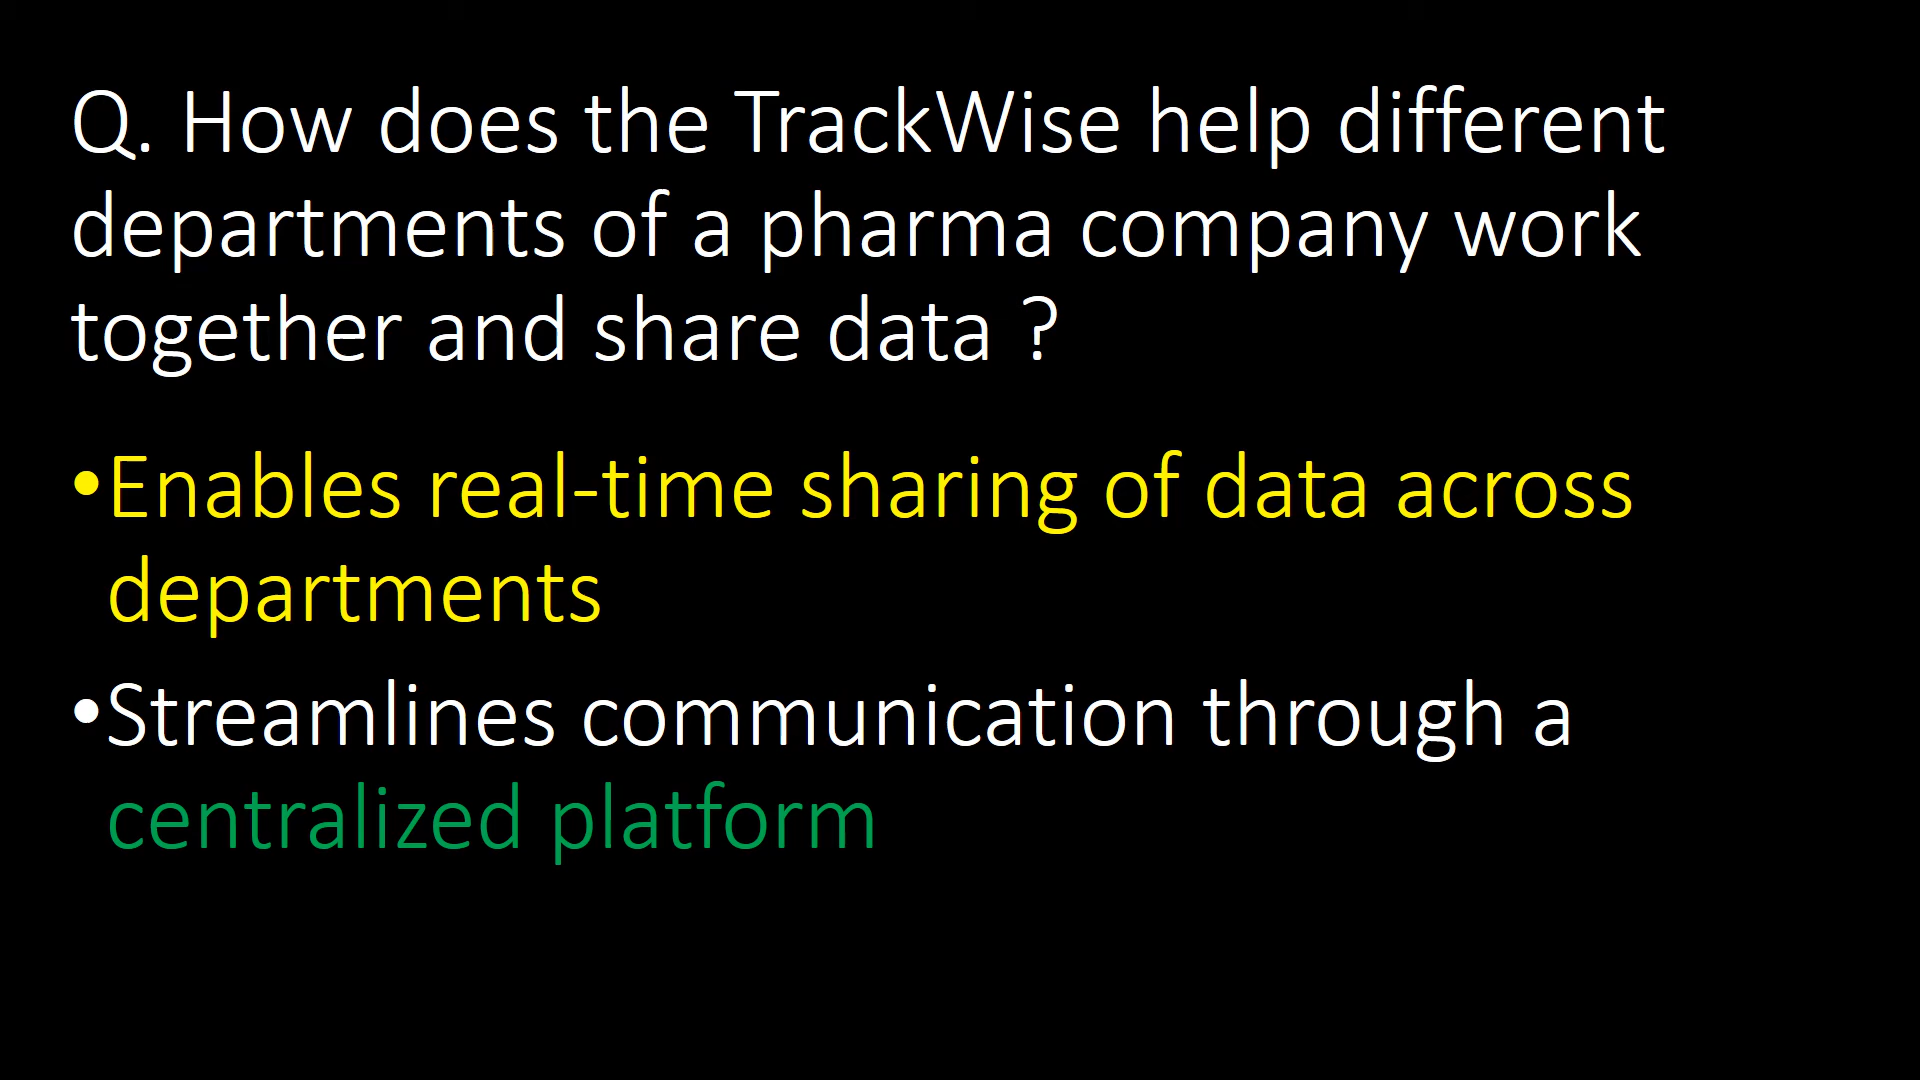 Q. How does the TrackWise help different
departments of a pharma company work
together and share data ?
•Enables real-time sharing of data across
departments
•Streamlines communication through a
centralized platform